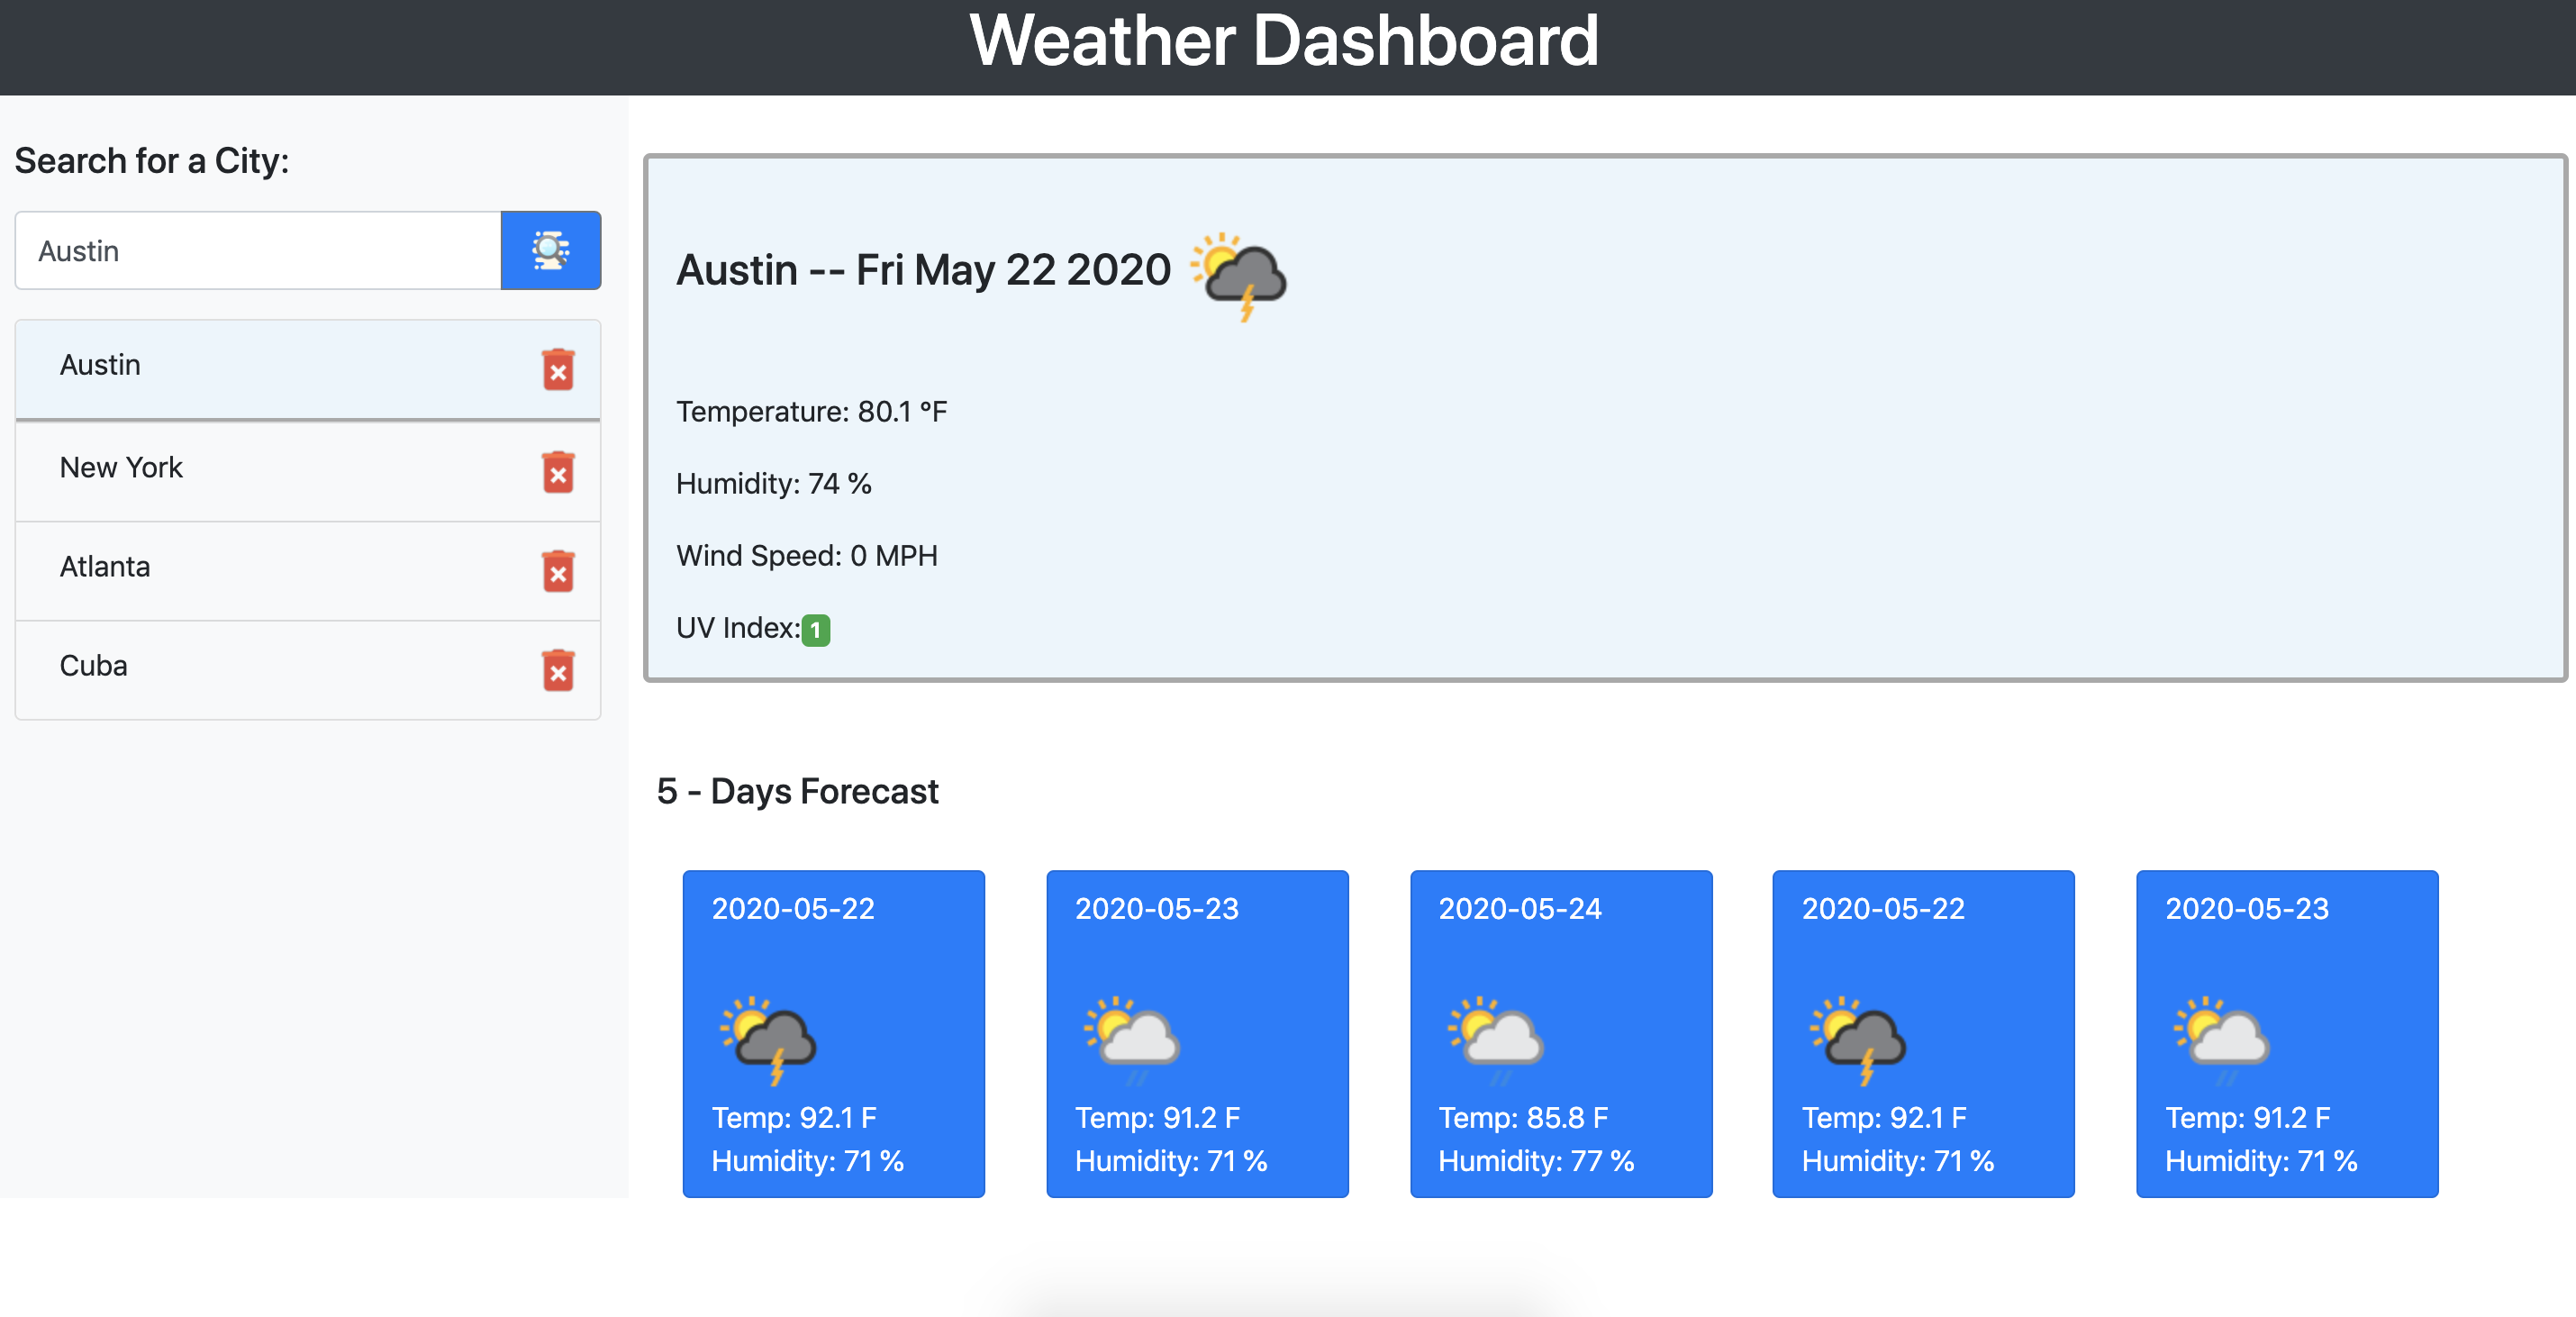 Weather Dashboard
Search for a City:
Austin
Austin
New York
Atlanta
Cuba
Austin -- Fri May 22 2020
Temperature: 80.1 °F
Humidity: 74 %
Wind Speed: 0 MPH
UV Index:1
5 - Days Forecast
2020-05-22
Temp: 92.1 F
Humidity: 71 %
2020-05-23
Temp: 91.2 F
Humidity: 71 %
2020-05-24
Temp: 85.8 F
Humidity: 77 %
2020-05-22
Temp: 92.1 F
Humidity: 71 %
2020-05-23
Temp: 91.2 F
Humidity: 71 %